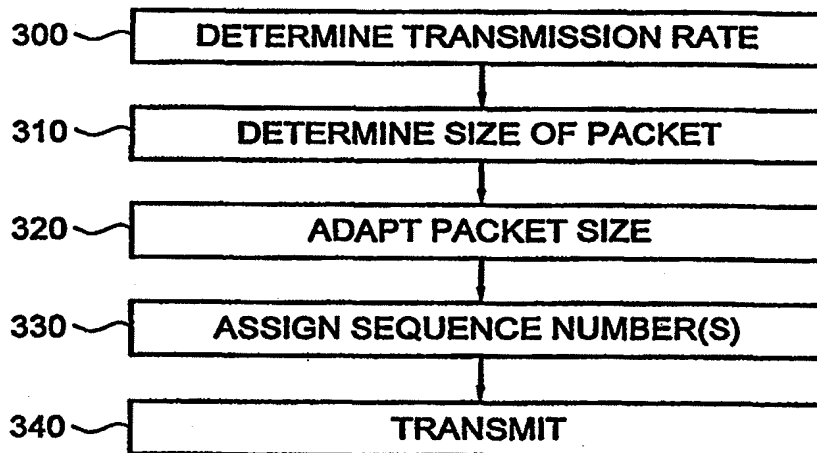 300 DETERMINE TRANSMISSION RATE
310 DETERMINE SIZE OF PACKET
320 ADAPT PACKET SIZE
330 ASSIGN SEQUENCE NUMBER(S)
340 TRANSMIT